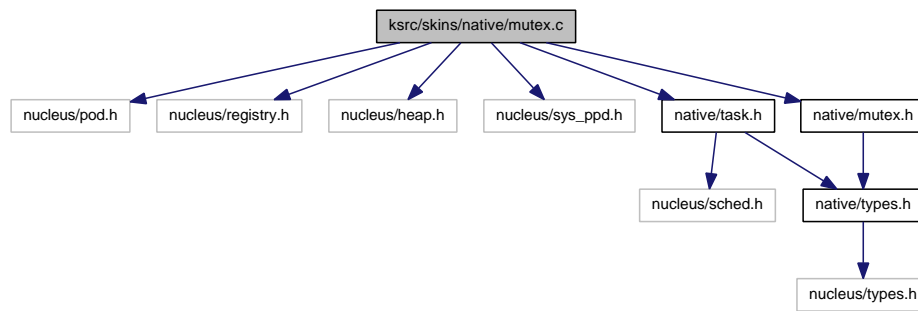 ksrc/skins/native/mutex.c
nucleus/pod.h
nucleus/registry.h
nucleus/heap.h
nucleus/sys_ppd.h
native/task.h
native/mutex.h
nucleus/sched.h
native/types.h
nucleus/types.h